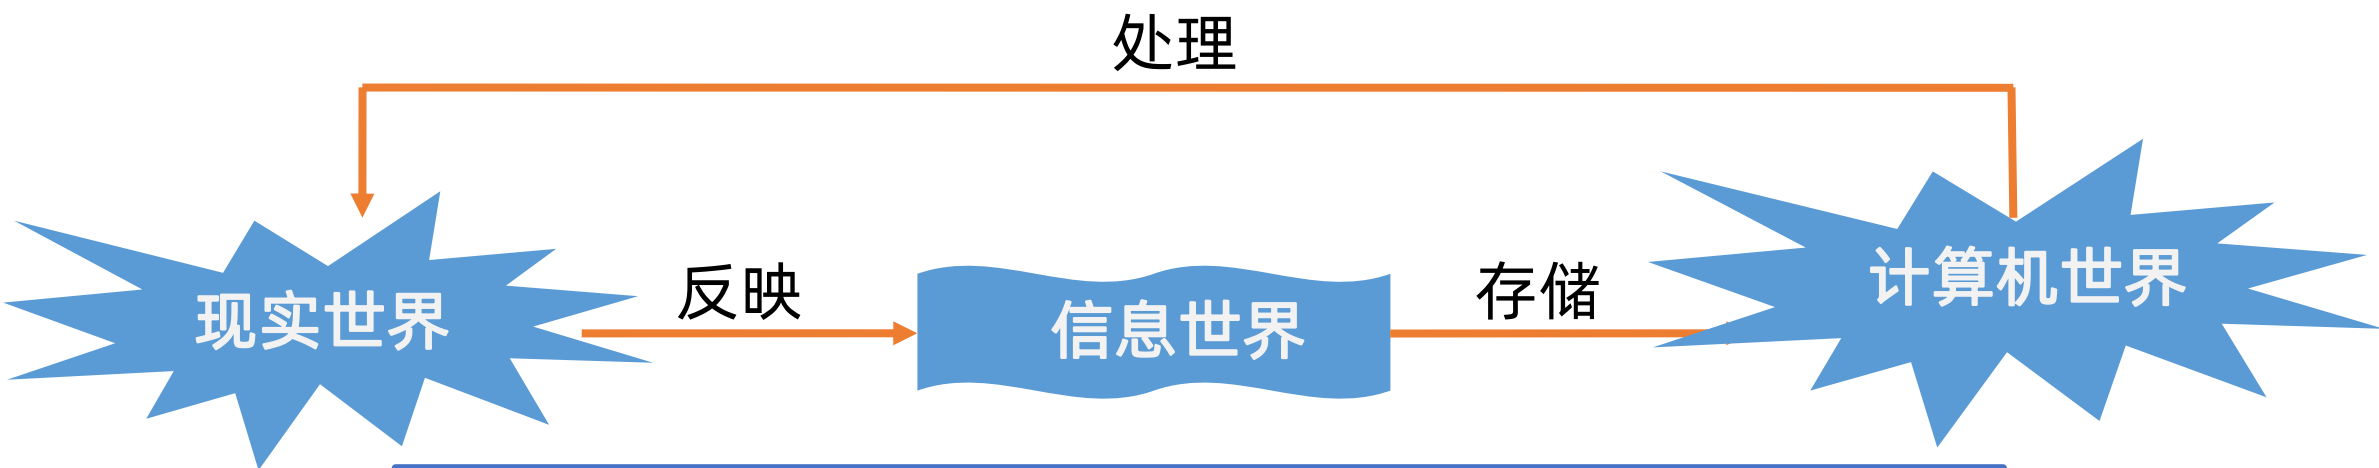 处理
现实世界
反映
信息世界
存储
计算机世界